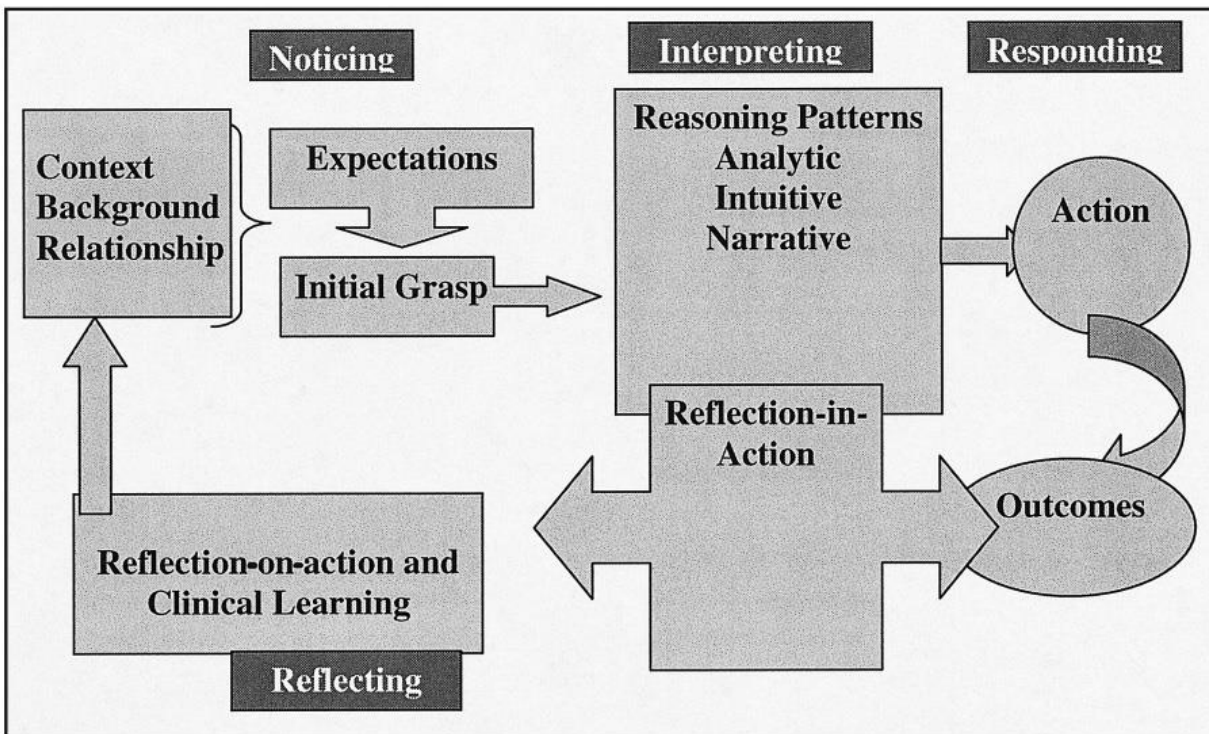 Noticing
Interpreting
Responding
Context
Background
Relationship
Expectations
Initial Grasp
Reasoning Patterns
Analytic
Intuitive
Narrative
Action
Reflection-in-
Action
Outcomes
Reflection-on-action and
Clinical Learning
Reflecting